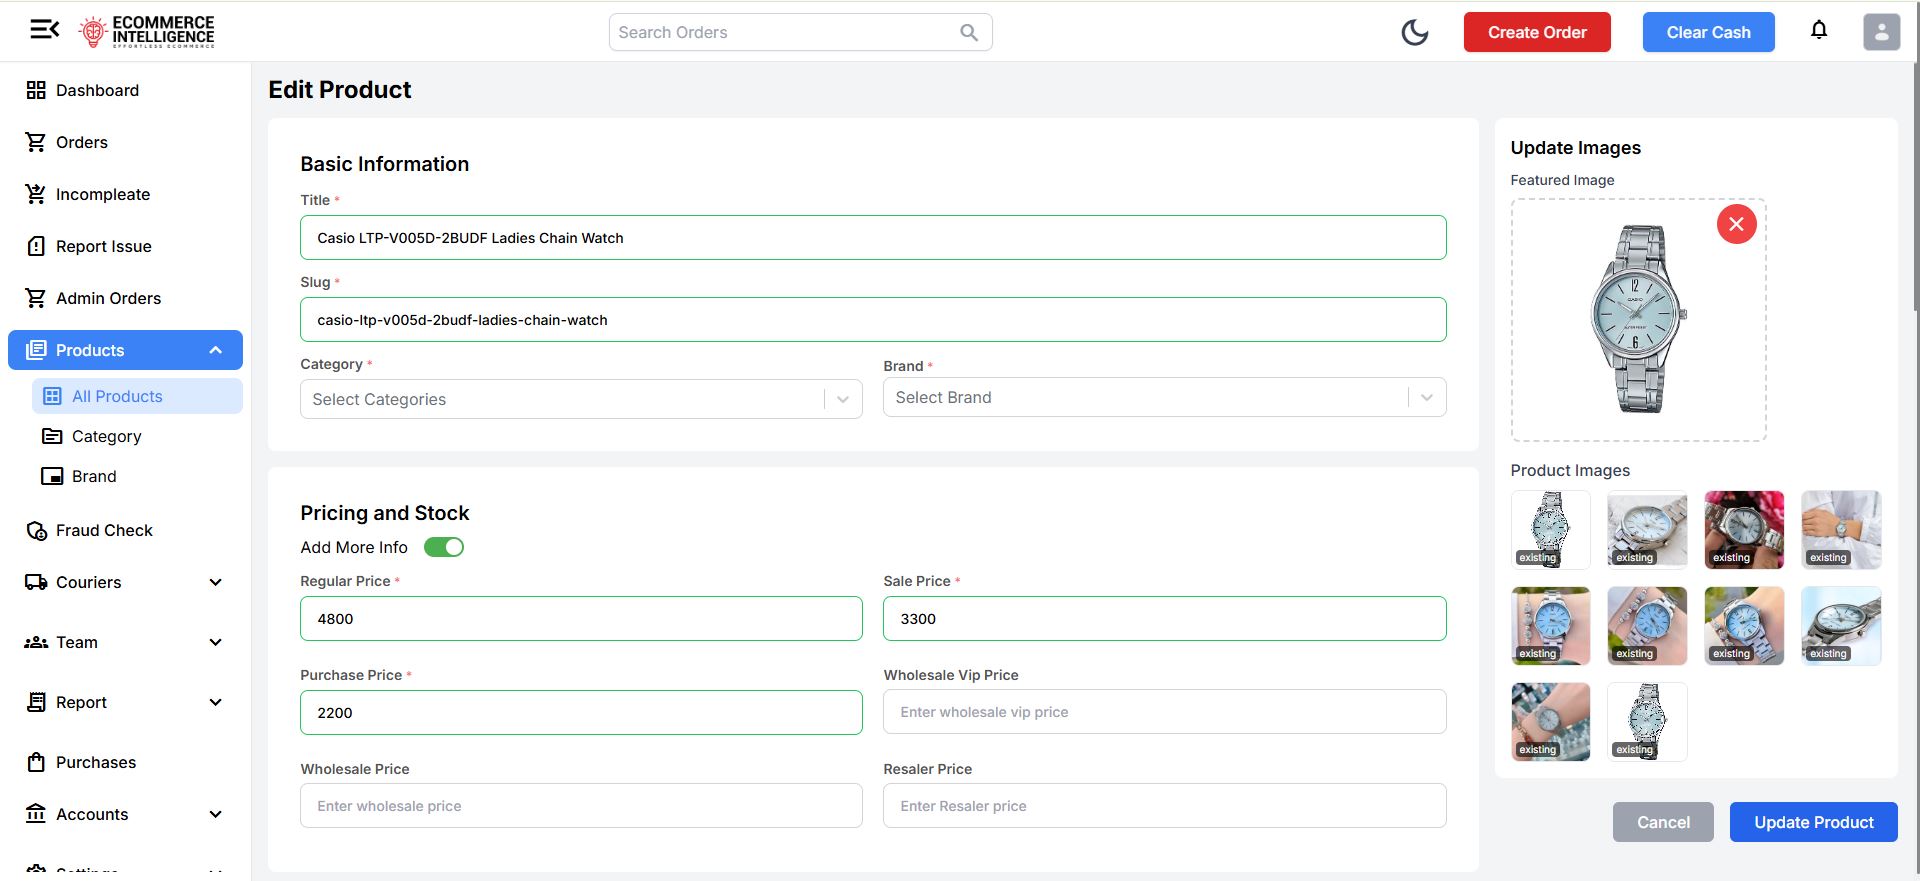 ECOMMERCE
INTELLIGENCE
EFFORTLESS ECOMMERCE
Search Orders
Create Order
Clear Cash
Dashboard
Orders
Incompleate
Report Issue
Admin Orders
Products
All Products
Category
Brand
Fraud Check
Couriers
Team
Report
Purchases
Accounts
Settings
Edit Product
Basic Information
Title *
Casio LTP-V005D-2BUDF Ladies Chain Watch
Slug *
casio-ltp-v005d-2budf-ladies-chain-watch
Category *
Brand *
Select Categories
Select Brand
Pricing and Stock
Add More Info
Regular Price *
Sale Price *
4800
3300
Purchase Price *
Wholesale Vip Price
2200
Enter wholesale vip price
Wholesale Price
Resaler Price
Enter wholesale price
Enter Resaler price
Update Images
Featured Image
12
CASIO
6
Product Images
existing
existing
existing
existing
existing
existing
existing
existing
existing
existing
Cancel
Update Product